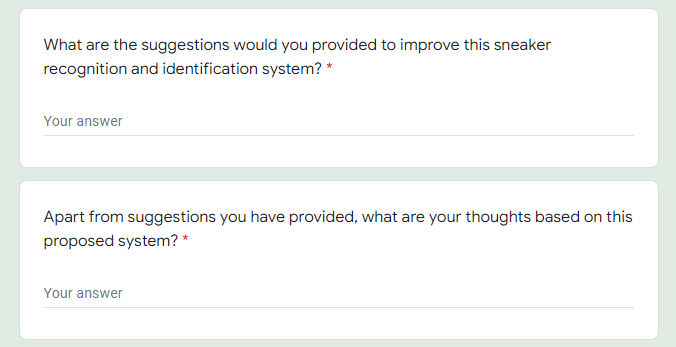 What are the suggestions would you provided to improve this sneaker
recognition and identification system? *
Your answer
Apart from suggestions you have provided, what are your thoughts based on this
proposed system? *
Your answer